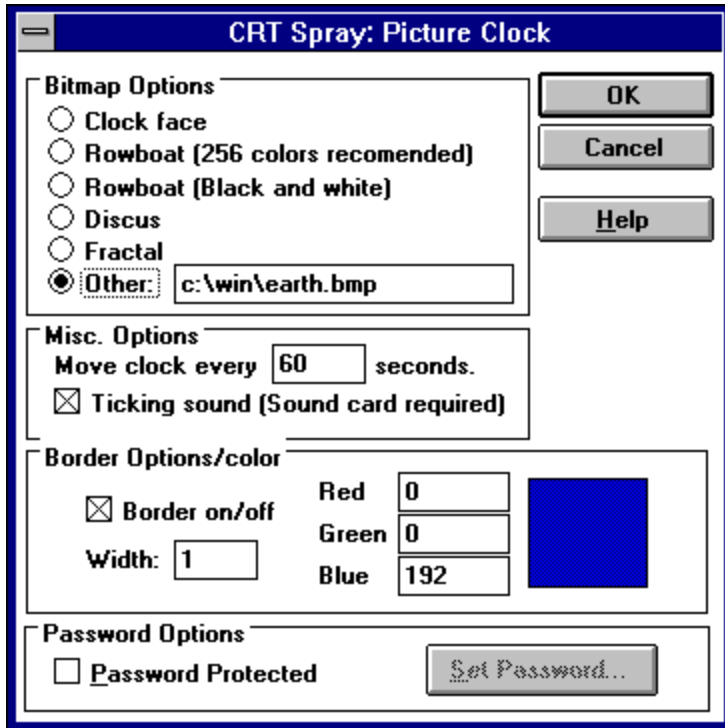 CRT Spray: Picture Clock
Bitmap Options
Clock face
Rowboat (256 colors recomended)
Rowboat (Black and white)
Discus
Fractal
Other: c:\win\earth.bmp
OK
Cancel
Help
Misc. Options
Move clock every 60 seconds.
Ticking sound (Sound card required)
Border Options/color
Border on/off
Width: 1
Red 0
Green 0
Blue 192
Password Options
Password Protected
Set Password...